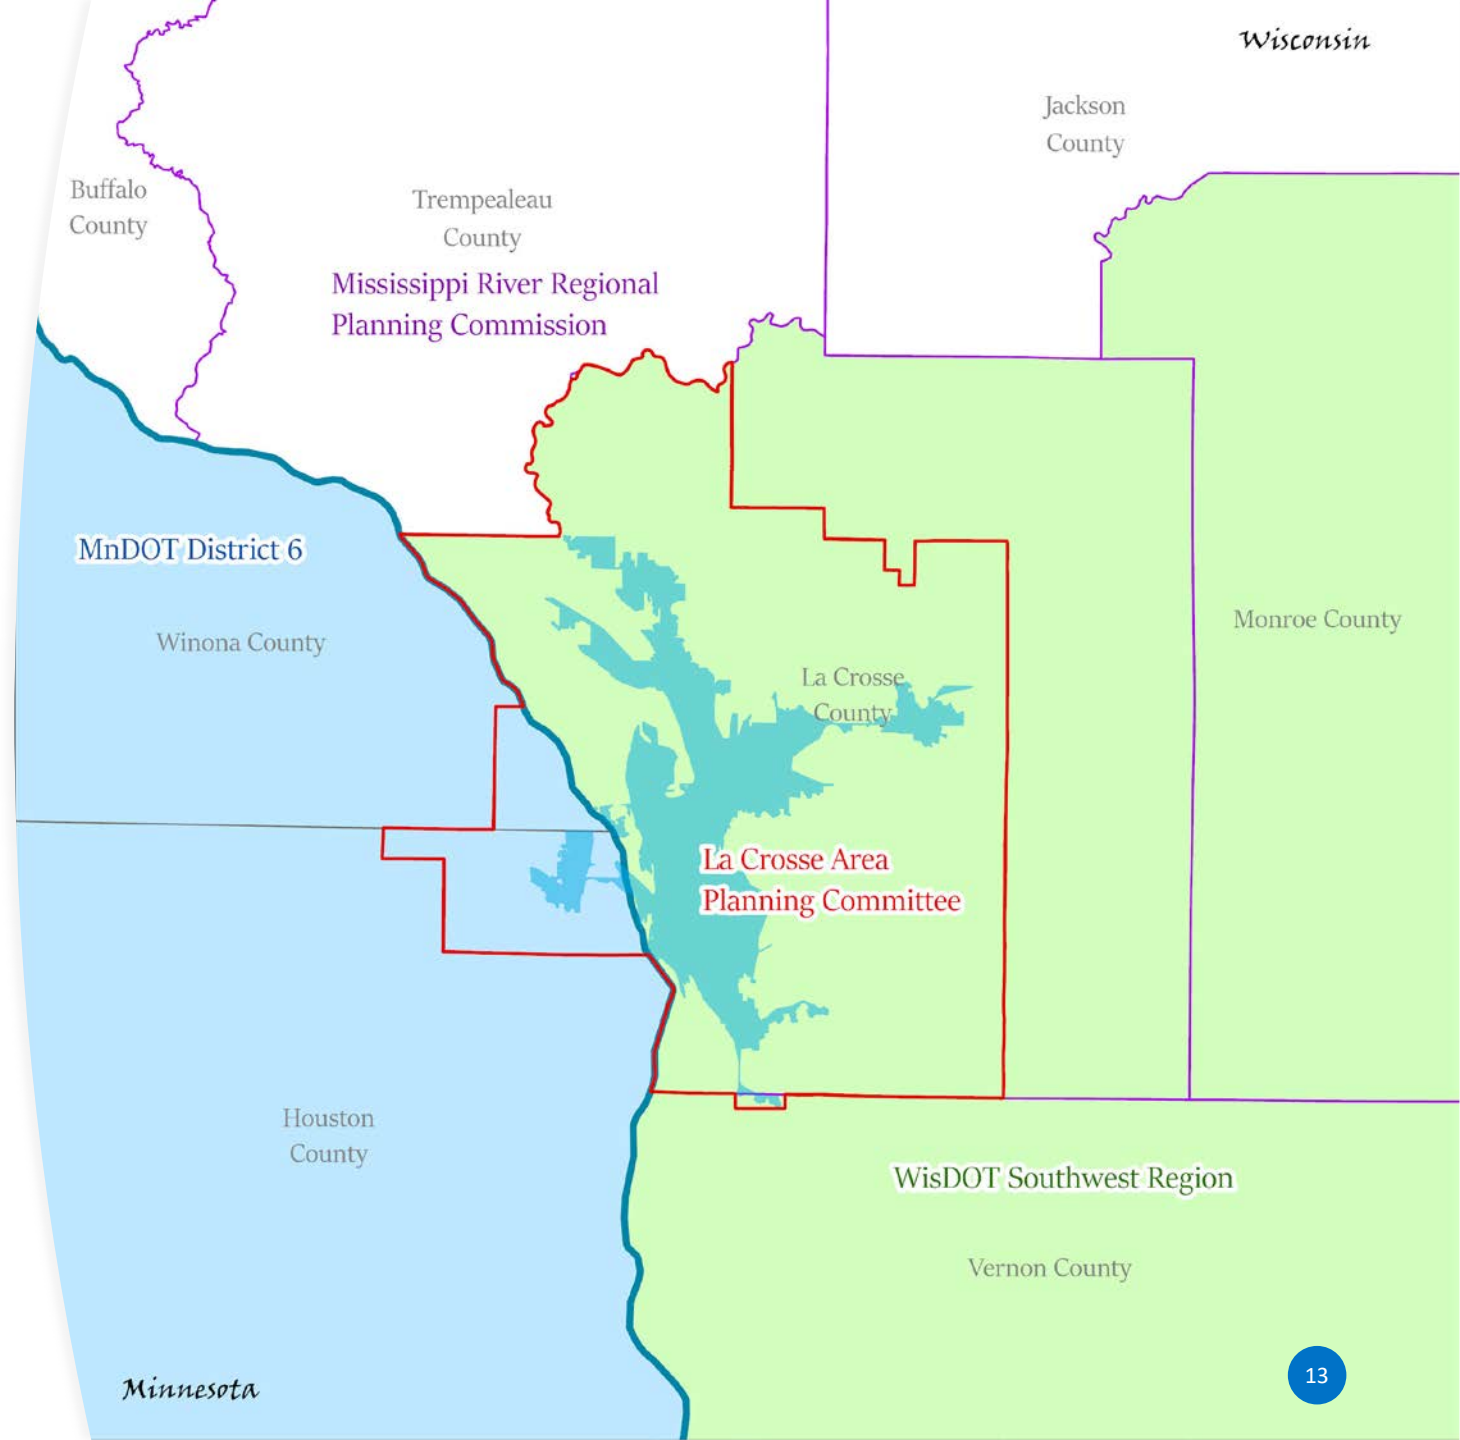 Wisconsin
Jackson
County
Buffalo
County
Trempealeau
County
Mississippi River Regional
Planning Commission
MnDOT District 6
Winona County
Monroe County
La Crosse
County
La Crosse Area
Planning Committee
Houston
County
WisDOT Southwest Region
Vernon County
Minnesota
13